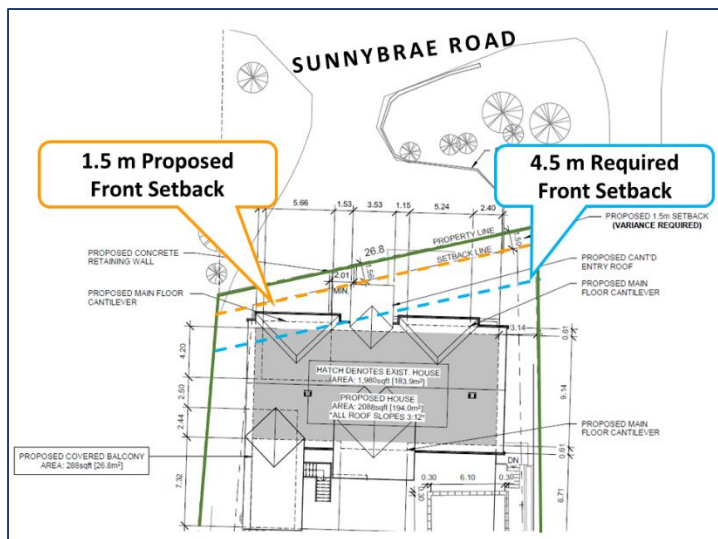 SUNNYBRAE ROAD
1.5 m Proposed
Front Setback
4.5 m Required
Front Setback
5.66
1.53
3.53
1.15
5.24
2.40
PROPOSED 1.5m SETBACK
(VARIANCE REQUIRED)
PROPERTY LINE
SETBACK LINE
26.8
1.50
PROPOSED CONCRETE
RETAINING WALL
2.01
MIN.
1.56
PROPOSED CANT'D
ENTRY ROOF
PROPOSED MAIN FLOOR
CANTILEVER
PROPOSED MAIN
FLOOR CANTILEVER
3.14
0.61
4.20
HATCH DENOTES EXIST. HOUSE
AREA: 1,980sqft [183.9m²]
9.14
2.50
PROPOSED HOUSE
AREA: 2088sqft [194.0m²]
"ALL ROOF SLOPES 3:12"
2.44
PROPOSED MAIN
FLOOR CANTILEVER
0.61
PROPOSED COVERED BALCONY
AREA: 288sqft [26.8m²]
DN
7.32
0.30
6.10
0.30
0.30
6.71